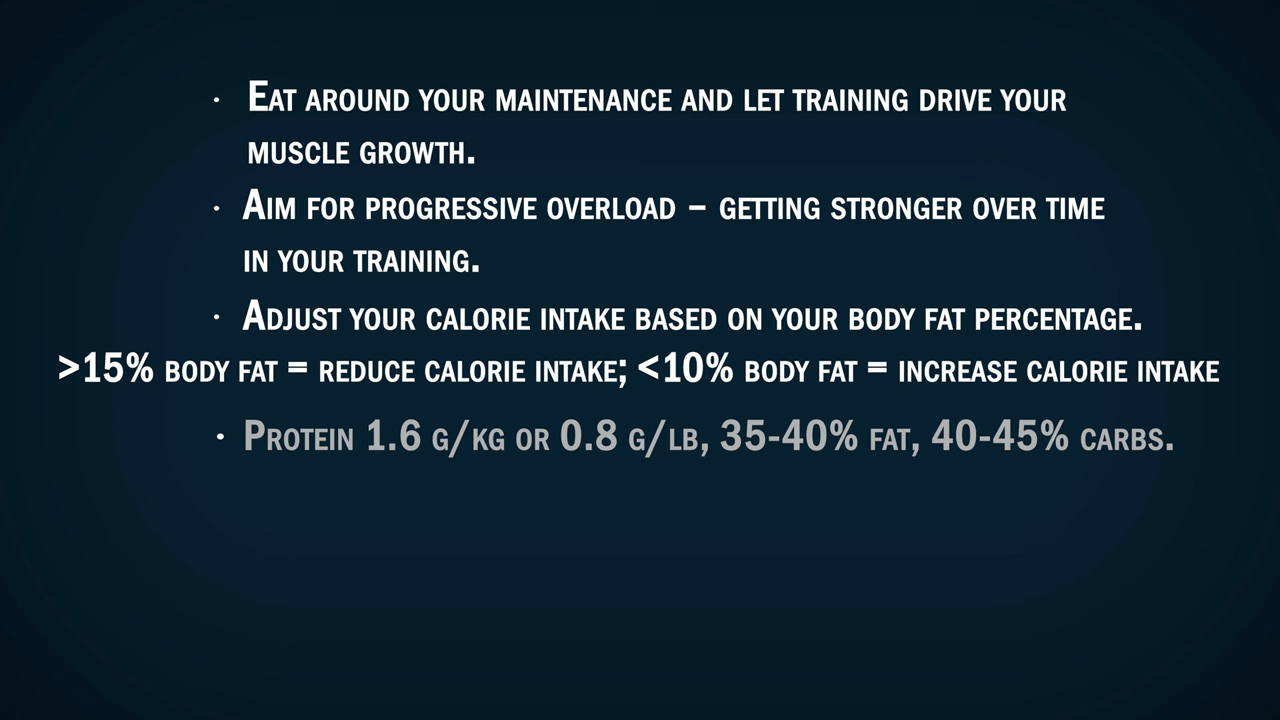 · Eat around your maintenance and let training drive your
muscle growth.
· Aim for progressive overload – getting stronger over time
in your training.
· Adjust your calorie intake based on your body fat percentage.
>15% body fat = reduce calorie intake; <10% body fat = increase calorie intake
· Protein 1.6 g/kg or 0.8 g/lb, 35-40% fat, 40-45% carbs.